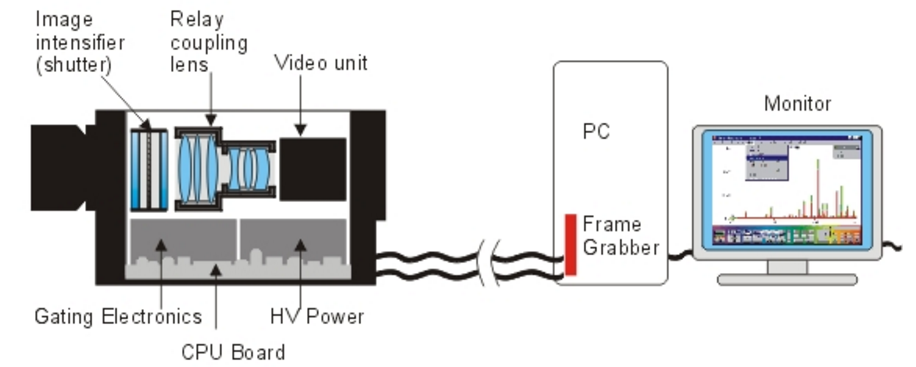 Image
intensifier
(shutter)
Relay
coupling
lens
Video unit
PC
Monitor
Frame
Grabber
Gating Electronics
HV Power
CPU Board